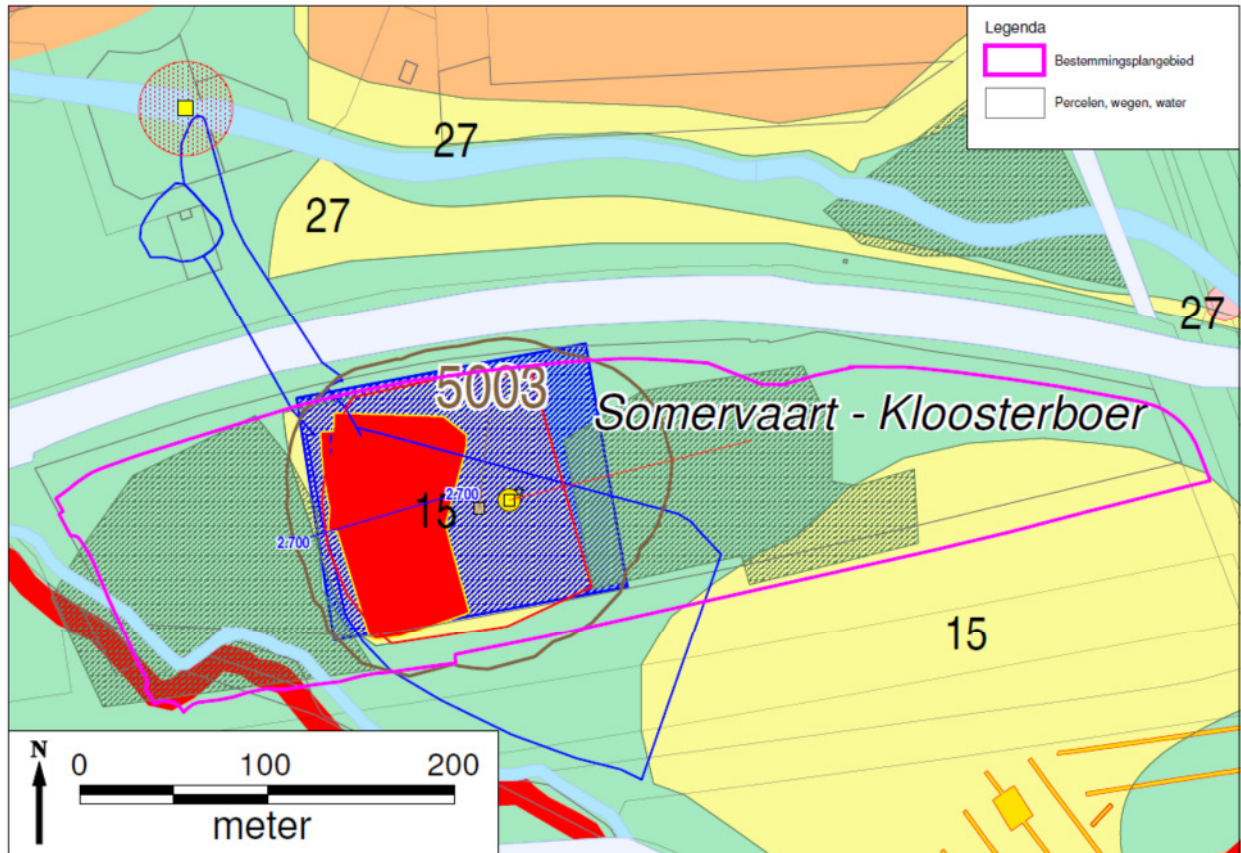 Legenda
Bestemmingsplangebied
Percelen, wegen, water
27
27
27
5003
Somervaart - Kloosterboer
2.700
15
2.700
15
N
0 100 200
meter